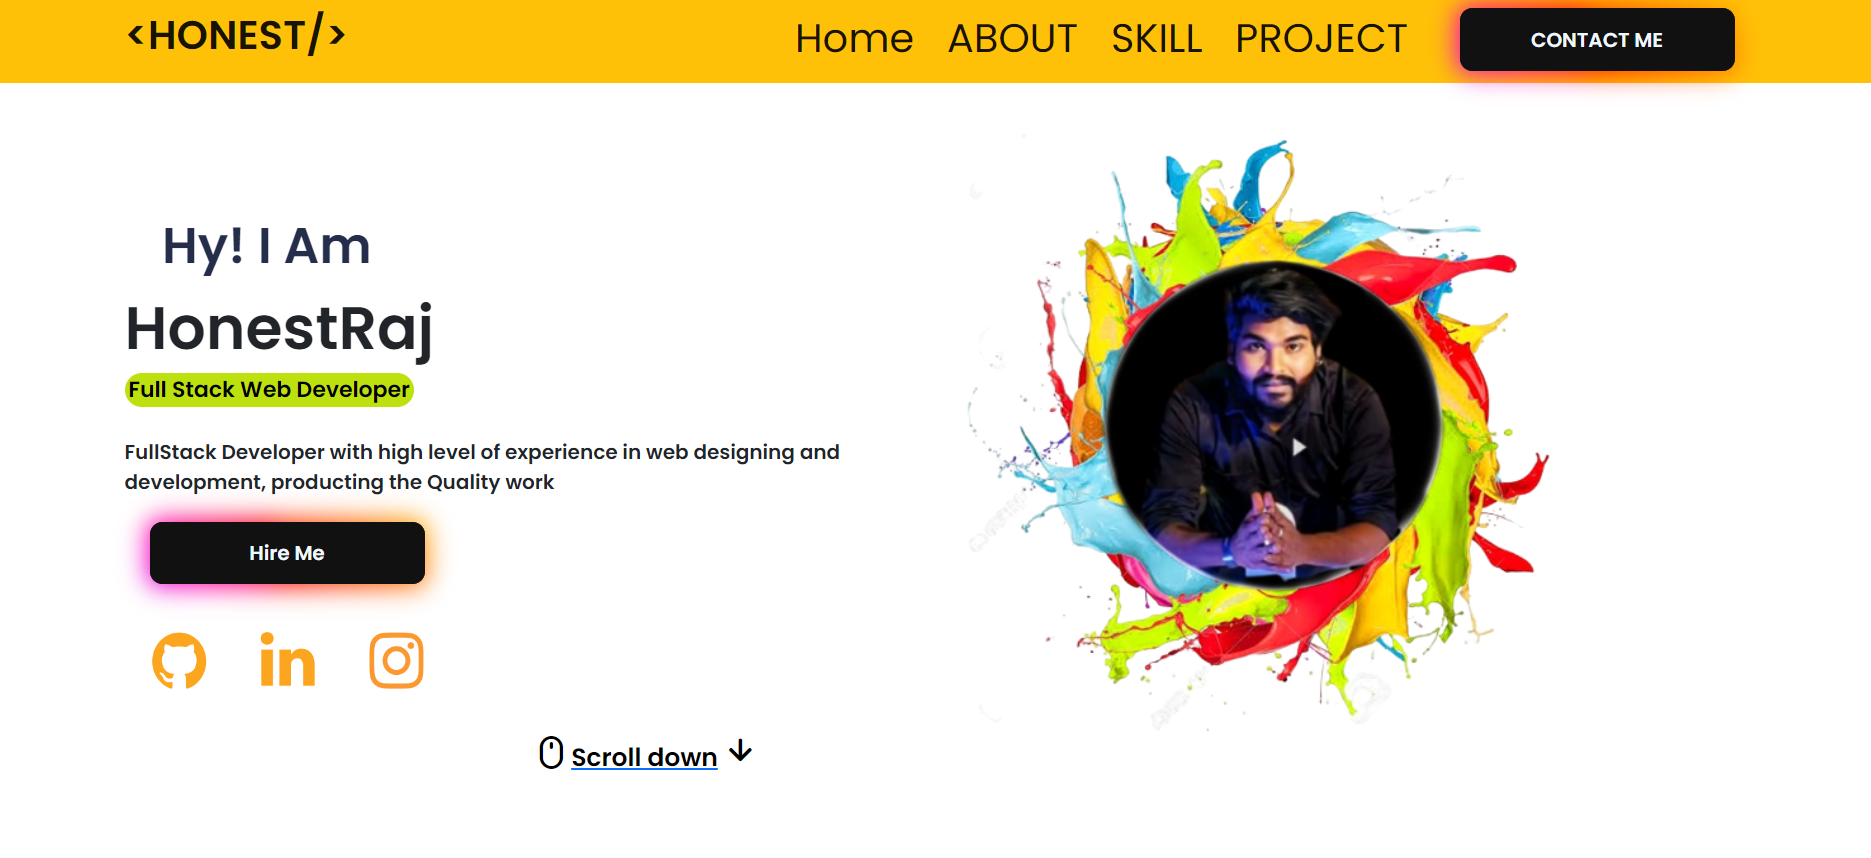 <HONEST/>
Home ABOUT SKILL PROJECT CONTACT ME
Hy! I Am
HonestRaj
Full Stack Web Developer
FullStack Developer with high level of experience in web designing and
development, producting the Quality work
Hire Me
in
Scroll down